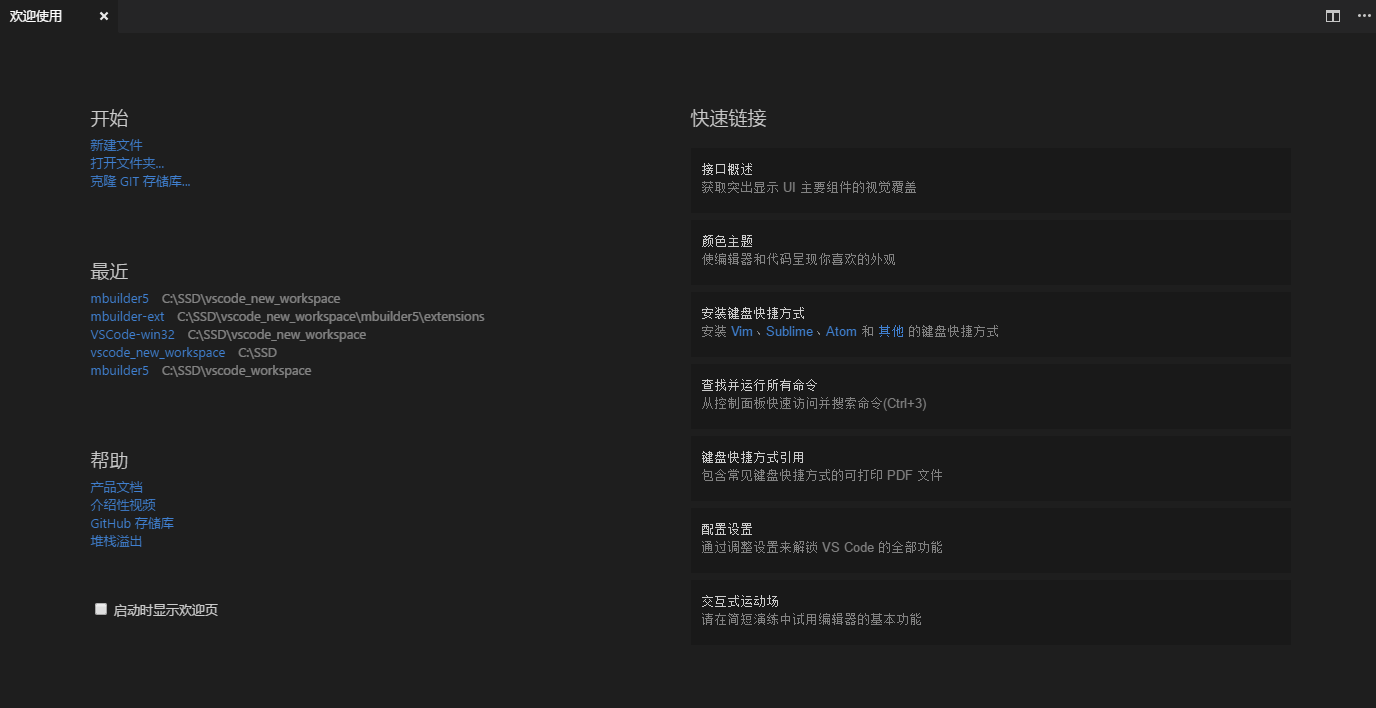 欢迎使用
开始
新建文件
打开文件夹...
克隆 GIT 存储库...
最近
mbuilder5 C:\SSD\vscode_new_workspace
mbuilder-ext C:\SSD\vscode_new_workspace\mbuilder5\extensions
VSCode-win32 C:\SSD\vscode_new_workspace
vscode_new_workspace C:\SSD
mbuilder5 C:\SSD\vscode_workspace
帮助
产品文档
介绍性视频
GitHub 存储库
堆栈溢出
启动时显示欢迎页
快速链接
接口概述
获取突出显示 UI 主要组件的视觉覆盖
颜色主题
使编辑器和代码呈现你喜欢的外观
安装键盘快捷方式
安装 Vim、Sublime、Atom 和 其他 的键盘快捷方式
查找并运行所有命令
从控制面板快速访问并搜索命令(Ctrl+3)
键盘快捷方式引用
包含常见键盘快捷方式的可打印 PDF 文件
配置设置
通过调整设置来解锁 VS Code 的全部功能
交互式运动场
请在简短演练中试用编辑器的基本功能